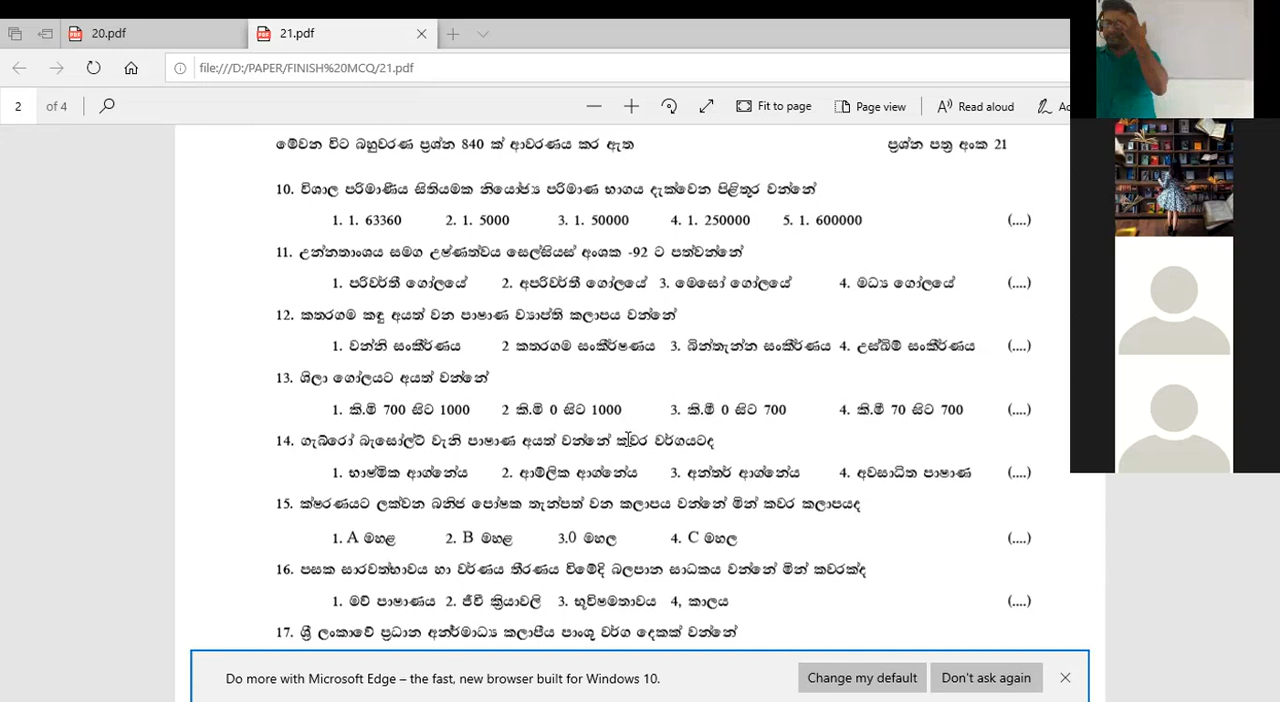 20.pdf
21.pdf
file:///D:/PAPER/FINISH%20MCQ/21.pdf
2 of 4
Fit to page
Page view
Read aloud
මේවන විට බහුවරණ ප්‍රශ්න 840 ක් ආවරණය කර ඇත ප්‍රශ්න පත්‍ර අංක 21
10. විශාල පරිමාණීය සිතියමක නියෝජ්‍ය පරිමාණ භාගය දැක්වෙන පිළිතුර වන්නේ
1. 1. 63360 2. 1. 5000 3. 1. 50000 4. 1. 250000 5. 1. 600000 (....)
11. උන්නතාංශය සමග උෂ්ණත්වය සෙල්සියස් අංශක -92 ට පත්වන්නේ
1. පරිවර්තී ගෝලයේ 2. අපරිවර්තී ගෝලයේ 3. මෙසෝ ගෝලයේ 4. මධ්‍ය ගෝලයේ (....)
12. කතරගම කඳු අයත් වන පාෂාණ ව්‍යාප්ති කලාපය වන්නේ
1. වන්නි සංකීර්ණය 2 කතරගම සංකීර්ෂණය 3. බින්තැන්න සංකීර්ණය 4. උස්බිම් සංකීර්ණය (....)
13. ශිලා ගෝලයට අයත් වන්නේ
1. කි.මි 700 සිට 1000 2 කි.මි 0 සිට 1000 3. කි.මී 0 සිට 700 4. කි.මී 70 සිට 700 (....)
14. ගැබ්රෝ බැසෝල්ට් වැනි පාෂාණ අයත් වන්නේ කවර වර්ගයටද
1. භාෂ්මික ආග්නේය 2. ආම්ලික ආග්නේය 3. අන්තර් ආග්නේය 4. අවසාධිත පාෂාණ (....)
15. ක්ෂරණයට ලක්වන ඛනිජ පෝෂක තැන්පත් වන කලාපය වන්නේ මින් කවර කලාපයද
1. A මහළ 2. B මහළ 3.0 මහල 4. C මහල (....)
16. පසක සාරවත්භාවය හා වර්ණය තීරණය වීමේදි බලපාන සාධකය වන්නේ මින් කවරක්ද
1. මව් පාෂාණය 2. ජීවී ක්‍රියාවලි 3. භූවිෂමතාවය 4, කාලය (....)
17. ශ්‍රී ලංකාවේ ප්‍රධාන අන්ර්මාධ්‍ය කලාපීය පාංශු වර්ග දෙකක් වන්නේ
Do more with Microsoft Edge – the fast, new browser built for Windows 10.
Change my default
Don't ask again